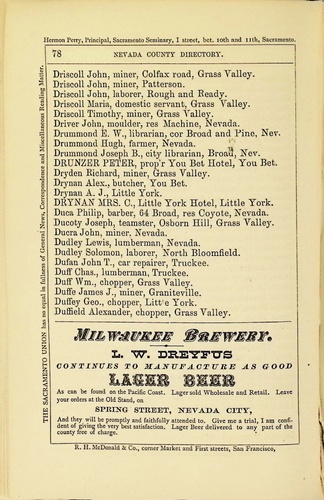 Hermon Perry, Principal, Sacramento Seminary, I street, bet. 10th and 11th, Sacramento.
78 NEVADA COUNTY DIRECTORY.
THE SACRAMENTO UNION has no equal in fullness of General News, Correspondence and Miscellaneous Reading Matter.
Driscoll John, miner, Colfax road, Grass Valley.
Driscoll John, miner, Patterson.
Driscoll John, laborer, Rough and Ready.
Driscoll Maria, domestic servant, Grass Valley.
Driscoll Timothy, miner, Grass Valley.
Driver John, moulder, res Machine, Nevada.
Drummond E. W., librarian, cor Broad and Pine, Nev.
Drummond Hugh, farmer, Nevada.
Drummond Joseph B., city librarian, Broad, Nev.
DRUNZER PETER, prop'r You Bet Hotel, You Bet.
Dryden Richard, miner, Grass Valley.
Drynan Alex., butcher, You Bet.
Drynan A. J., Little York.
DRYNAN MRS. C., Little York Hotel, Little York.
Duca Philip, barber, 64 Broad, res Coyote, Nevada.
Ducoty Joseph, teamster, Osborn Hill, Grass Valley.
Ducra John, miner. Nevada.
Dudley Lewis, lumberman, Nevada.
Dudley Solomon, laborer, North Bloomfield.
Dufan John T., car repairer, Truckee.
Duff Chas., lumberman, Truckee.
Duff Wm., chopper, Grass Valley.
Duffe James J., miner, Graniteville.
Duffey Geo., chopper, Little York.
Duffield Alexander, chopper, Grass Valley.
MILWAUKEE BREWERY.
L. W. DREYFUS
CONTINUES TO MANUFACTURE AS GOOD
LAGER BEER
As can be found on the Pacific Coast. Lager sold Wholesale and Retail. Leave
your orders at the Old Stand, on
SPRING STREET, NEVADA CITY,
And they will be promptly and faithfully attended to. Give me a trial, I am confi-
dent of giving the very best satisfaction. Lager Beer delivered to any part of the
county free of charge.
R. H. McDonald & Co., corner Market and First streets, San Francisco,